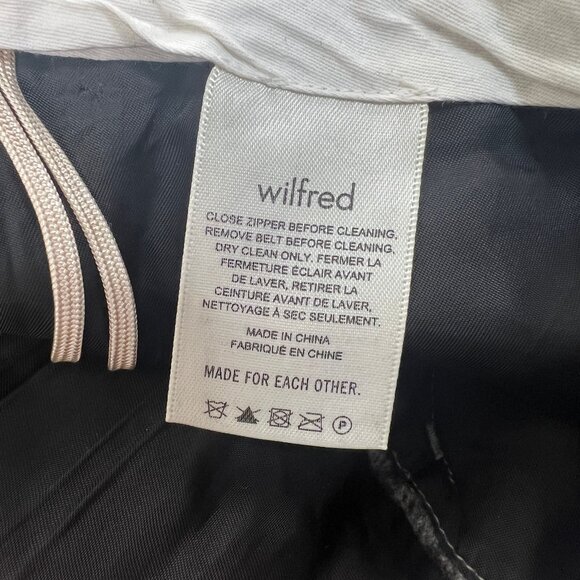 wilfred
CLOSE ZIPPER BEFORE CLEANING.
REMOVE BELT BEFORE CLEANING.
DRY CLEAN ONLY. FERMER LA
FERMETURE ÉCLAIR AVANT
DE LAVER, RETIRER LA
CEINTURE AVANT DE LAVER,
NETTOYAGE À SEC SEULEMENT.
MADE IN CHINA
FABRIQUÉ EN CHINE
MADE FOR EACH OTHER.
P